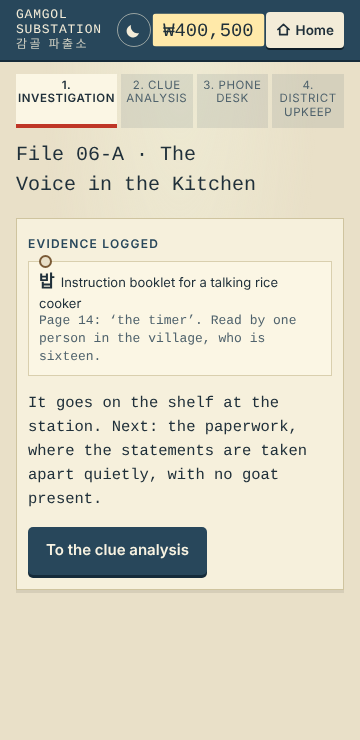 GAMGOL
SUBSTATION
감골 파출소
₩400,500
Home
1.
INVESTIGATION
2. CLUE
ANALYSIS
3. PHONE
DESK
4.
DISTRICT
UPKEEP
File 06-A · The
Voice in the Kitchen
EVIDENCE LOGGED
밥 Instruction booklet for a talking rice
cooker
Page 14: ‘the timer’. Read by one
person in the village, who is
sixteen.
It goes on the shelf at the
station. Next: the paperwork,
where the statements are taken
apart quietly, with no goat
present.
To the clue analysis